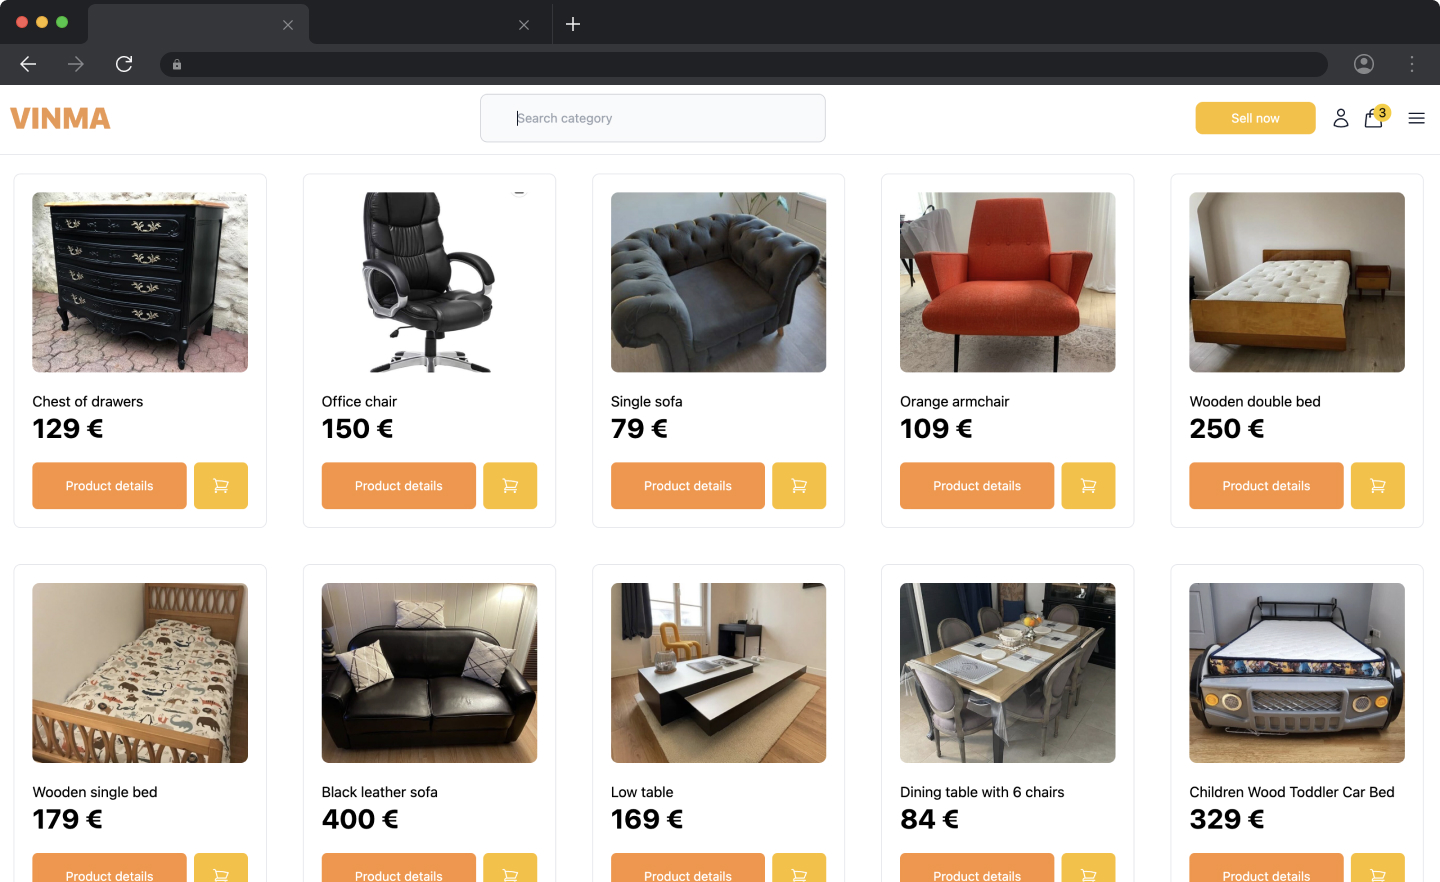 VINMA
Search category
Sell now
3
Chest of drawers
129 €
Product details
Office chair
150 €
Product details
Single sofa
79 €
Product details
Orange armchair
109 €
Product details
Wooden double bed
250 €
Product details
Wooden single bed
179 €
Product details
Black leather sofa
400 €
Product details
Low table
169 €
Product details
Dining table with 6 chairs
84 €
Product details
Children Wood Toddler Car Bed
329 €
Product details